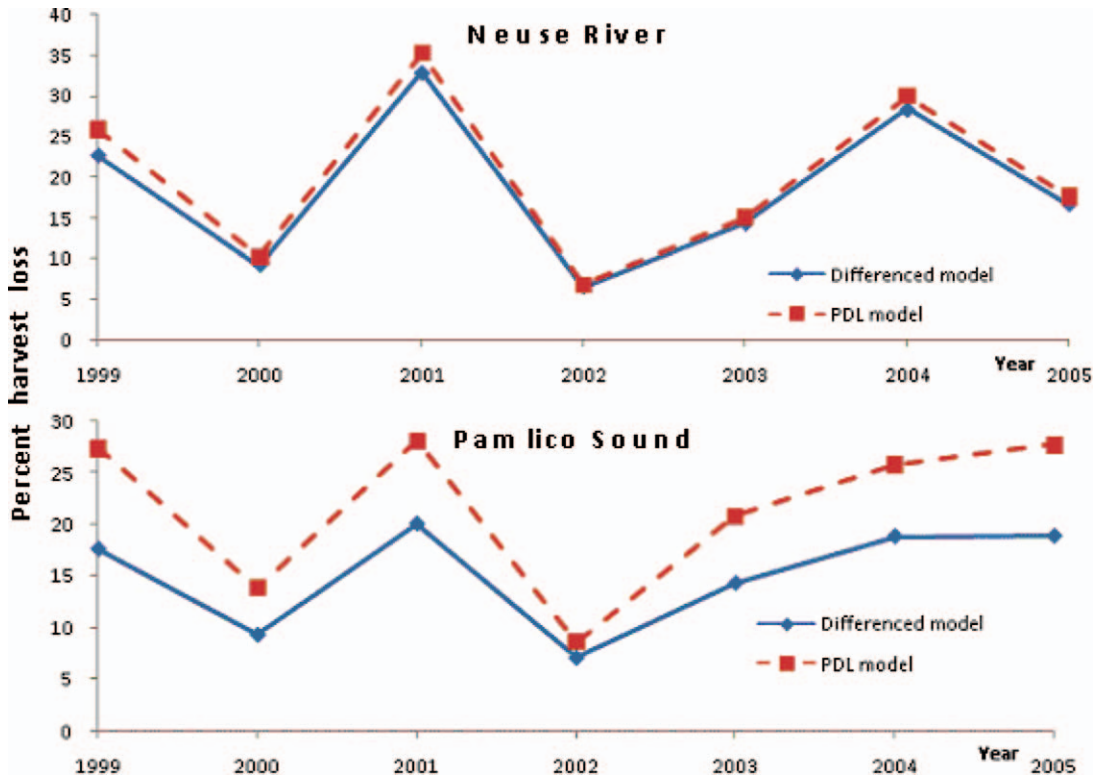 Percent harvest loss
Neuse River
40
35
30
25
20
15
10
5
0
Differenced model
PDL model
Year
1999 2000 2001 2002 2003 2004 2005
Pamlico Sound
30
25
20
15
10
5
0
Differenced model
PDL model
Year
1999 2000 2001 2002 2003 2004 2005